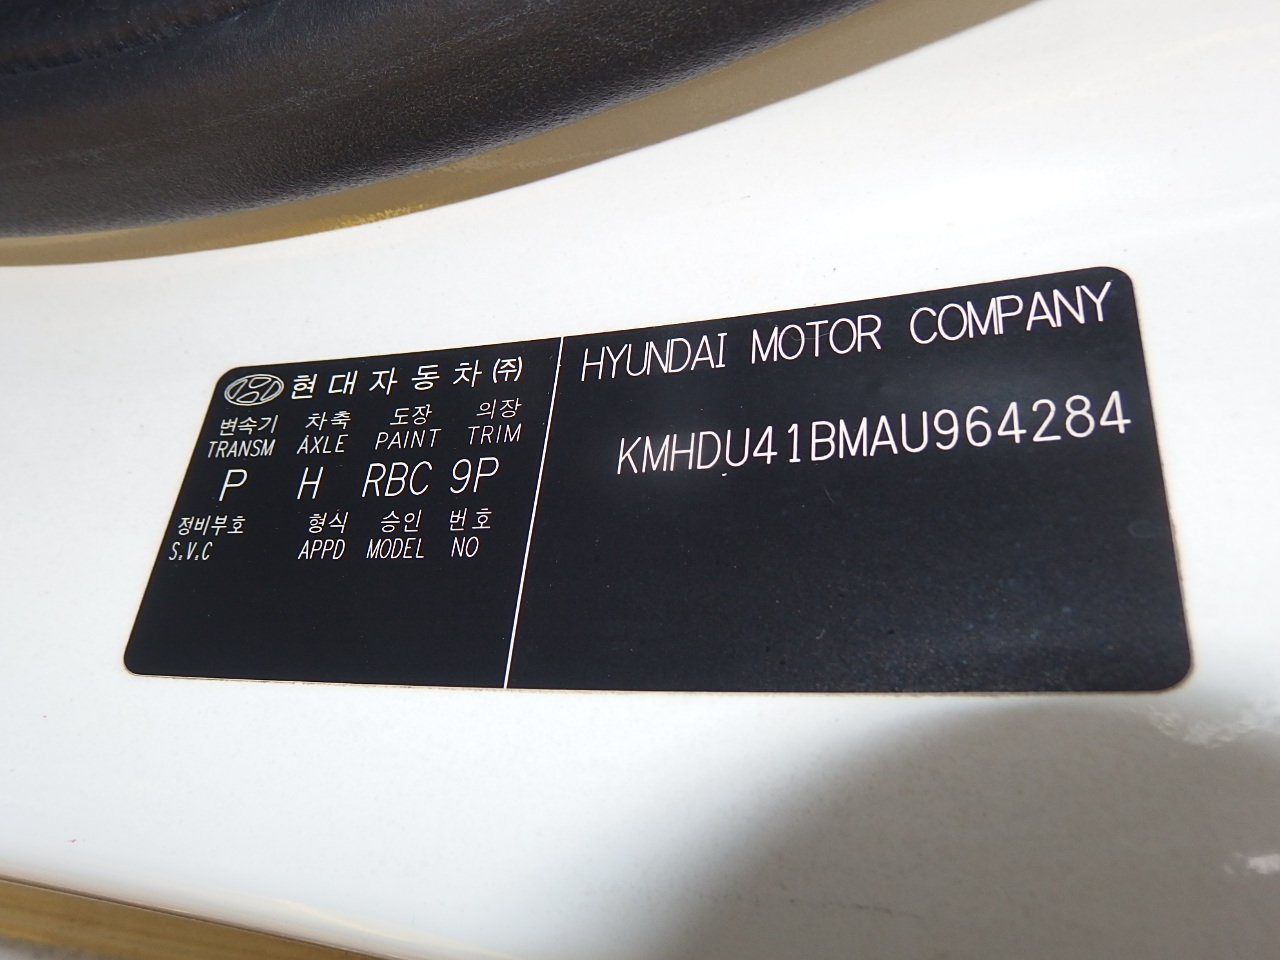 현대자동차(주)
변속기 차축 도장 의장
TRANSM AXLE PAINT TRIM
P H RBC 9P
정비부호 형식 승인 번호
S.V.C APPD MODEL NO
HYUNDAI MOTOR COMPANY
KMHDU41BMAU964284